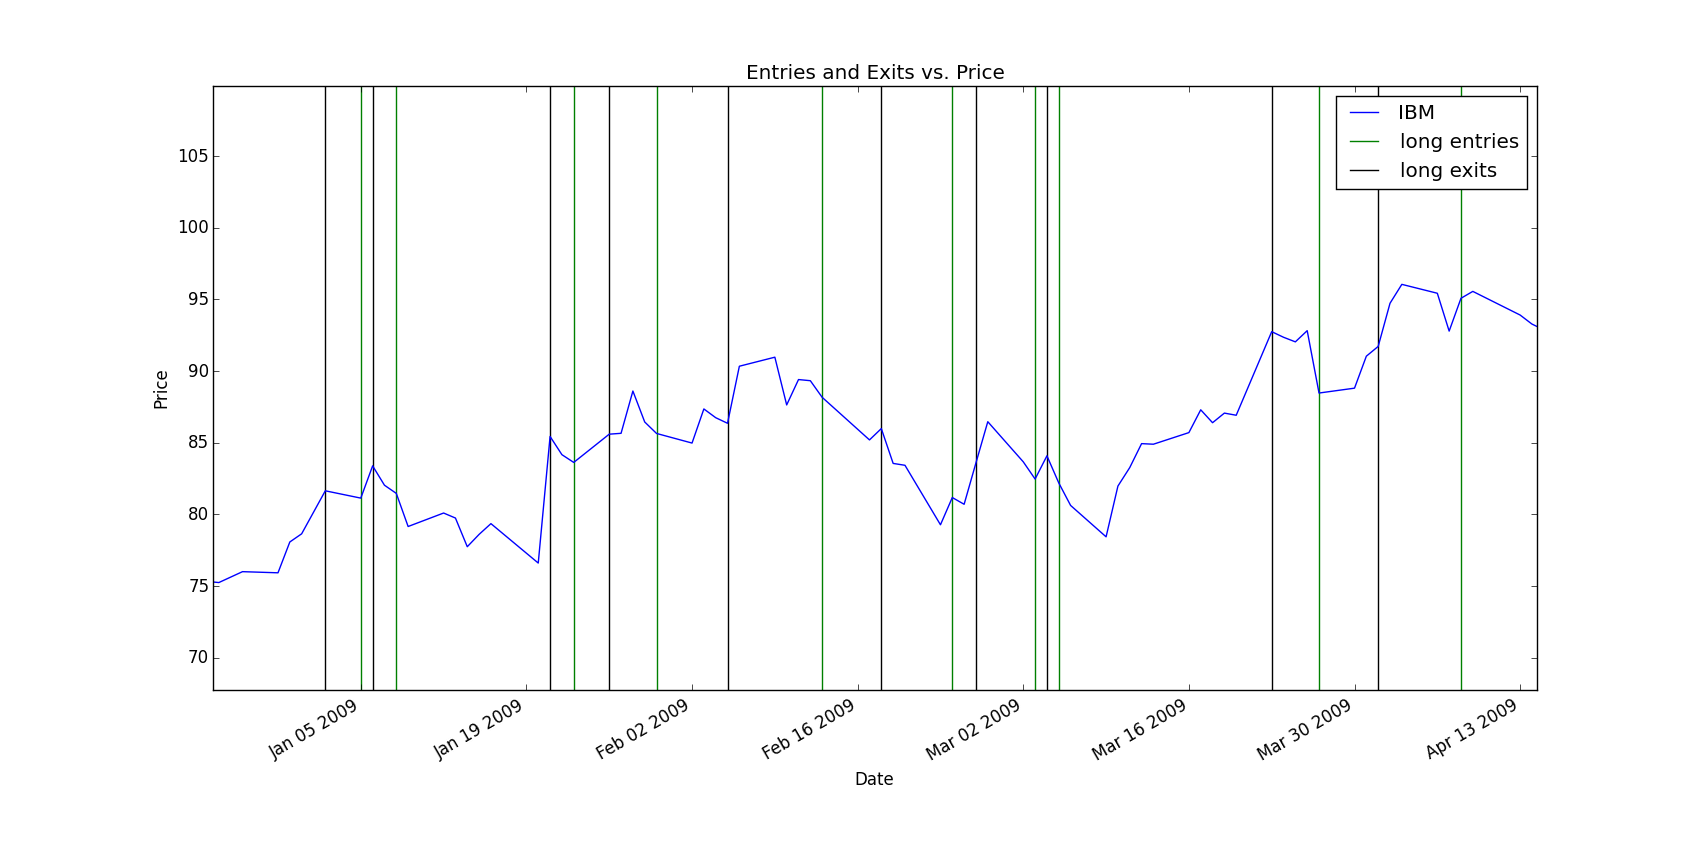 Entries and Exits vs. Price
IBM
long entries
long exits
105
100
95
90
85
80
75
70
Price
Jan 05 2009
Jan 19 2009
Feb 02 2009
Feb 16 2009
Mar 02 2009
Mar 16 2009
Mar 30 2009
Apr 13 2009
Date